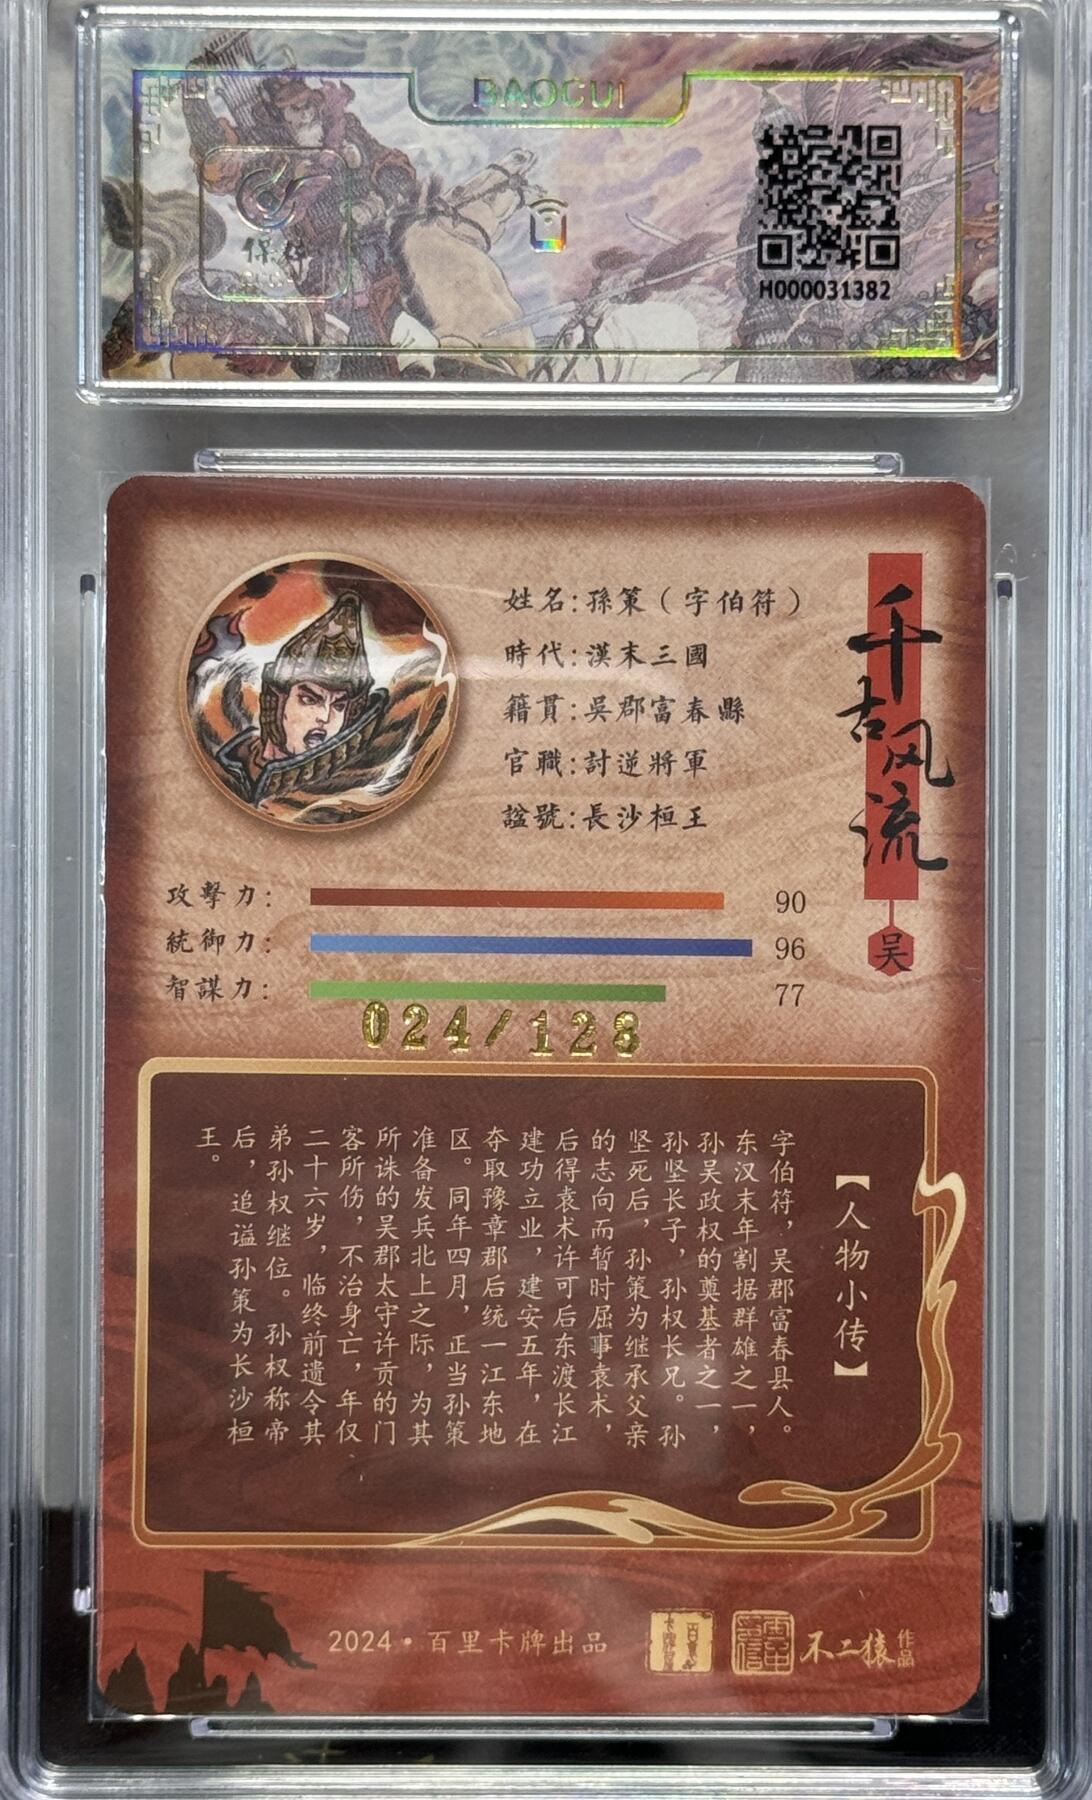 BAOCUI
保粹
H000031382
姓名:孫策(字伯符)
時代:漢末三國
籍貫:吳郡富春縣
官職:討逆將軍
諡號:長沙桓王
千古风流
吴
攻擊力: 90
統御力: 96
智謀力: 77
024/128
【人物小传】
字伯符，吴郡富春县人。
东汉末年割据群雄之一，
孙吴政权的奠基者之一，
孙坚长子，孙权长兄。孙
坚死后，孙策为继承父亲
的志向而暂时屈事袁术，
后得袁术许可后东渡长江
建功立业，建安五年，在
夺取豫章郡后统一江东地
区。同年四月，正当孙策
准备发兵北上之际，为其
所诛的吴郡太守许贡的门
客所伤，不治身亡，年仅
二十六岁，临终前遗令其
弟孙权继位。孙权称帝
后，追谥孙策为长沙桓
王。
2024·百里卡牌出品
不二猿作品